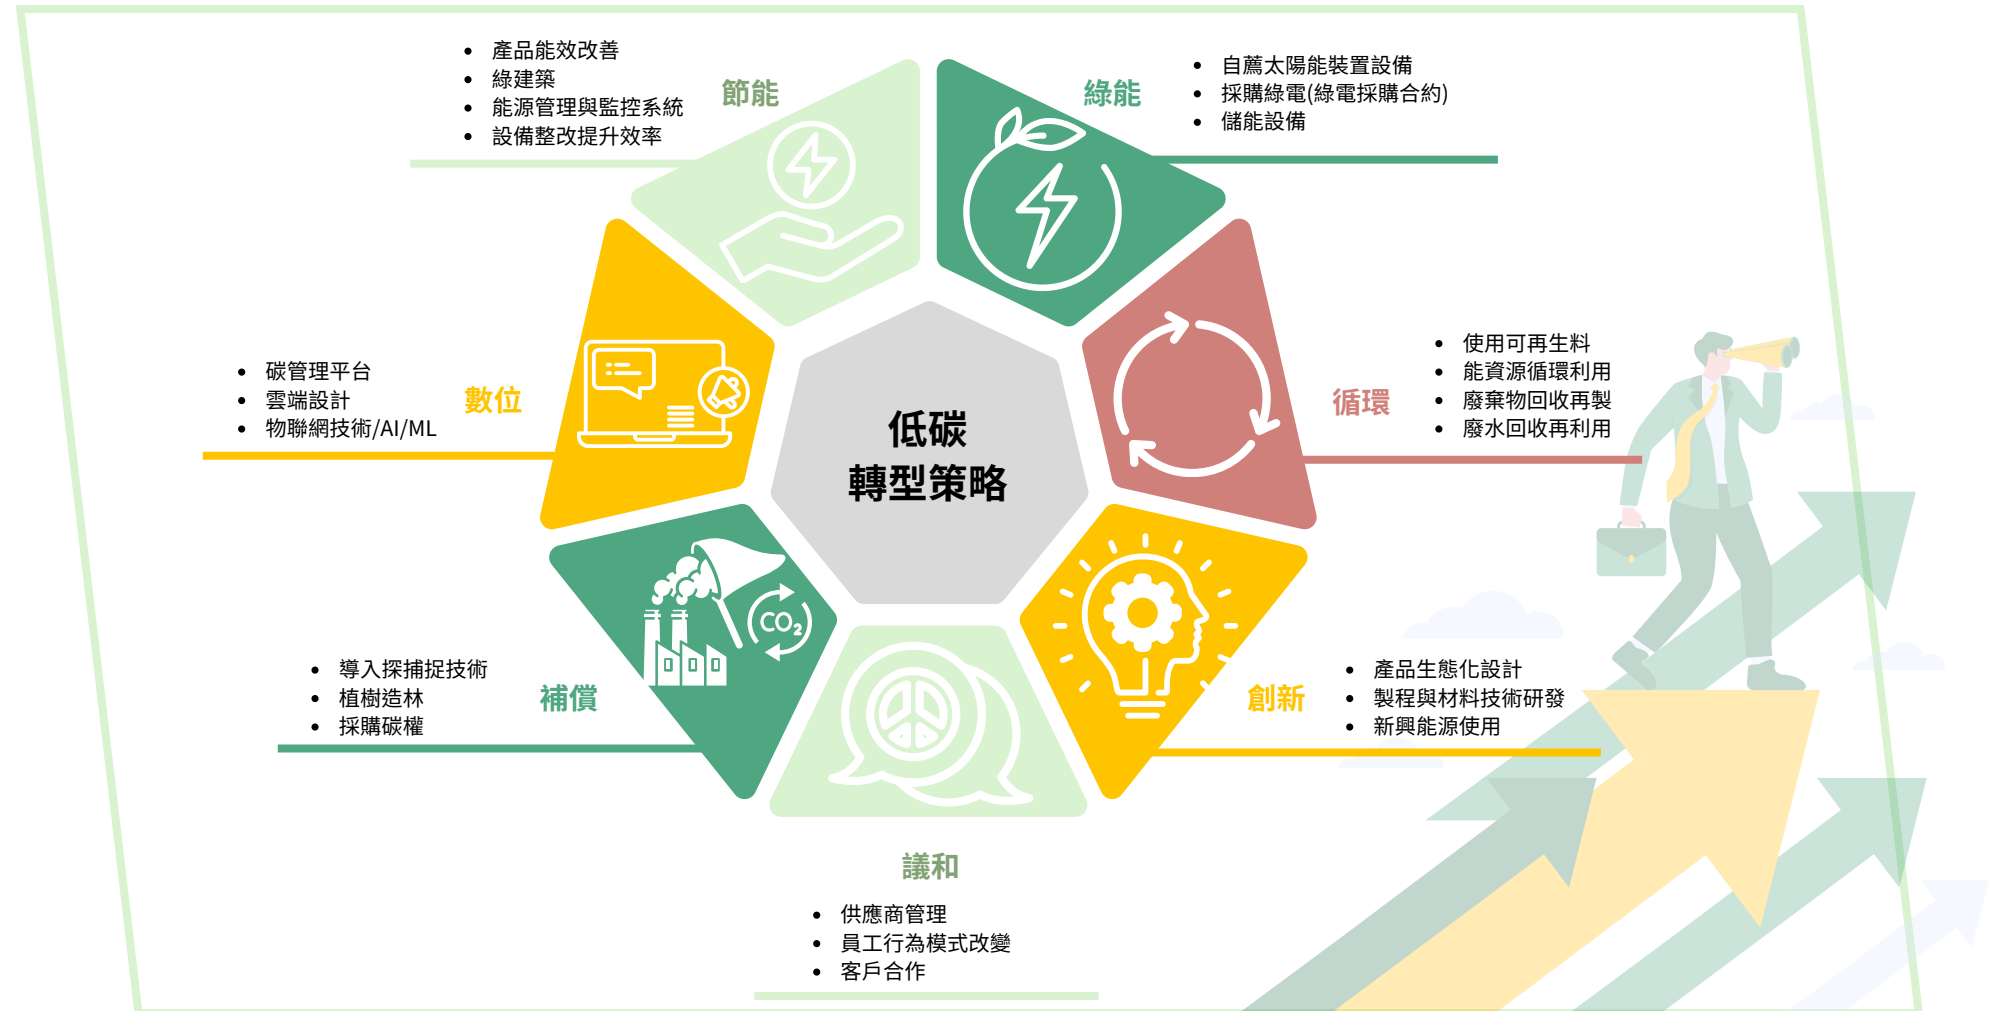 節能
產品能效改善
綠建築
能源管理與監控系統
設備整改提升效率
綠能
自薦太陽能裝置設備
採購綠電(綠電採購合約)
儲能設備
數位
碳管理平台
雲端設計
物聯網技術/AI/ML
低碳
轉型策略
循環
使用可再生料
能資源循環利用
廢棄物回收再製
廢水回收再利用
補償
導入探捕捉技術
植樹造林
採購碳權
CO₂
創新
產品生態化設計
製程與材料技術研發
新興能源使用
議和
供應商管理
員工行為模式改變
客戶合作